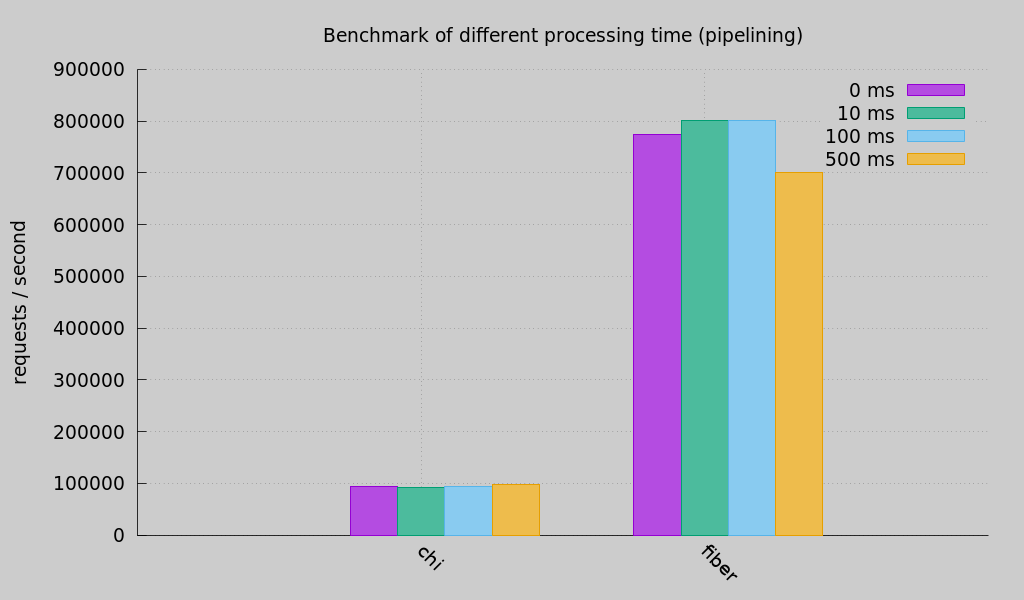 Benchmark of different processing time (pipelining)
900000
800000
700000
600000
500000
400000
300000
200000
100000
0
requests / second
0 ms
10 ms
100 ms
500 ms
chi
fiber